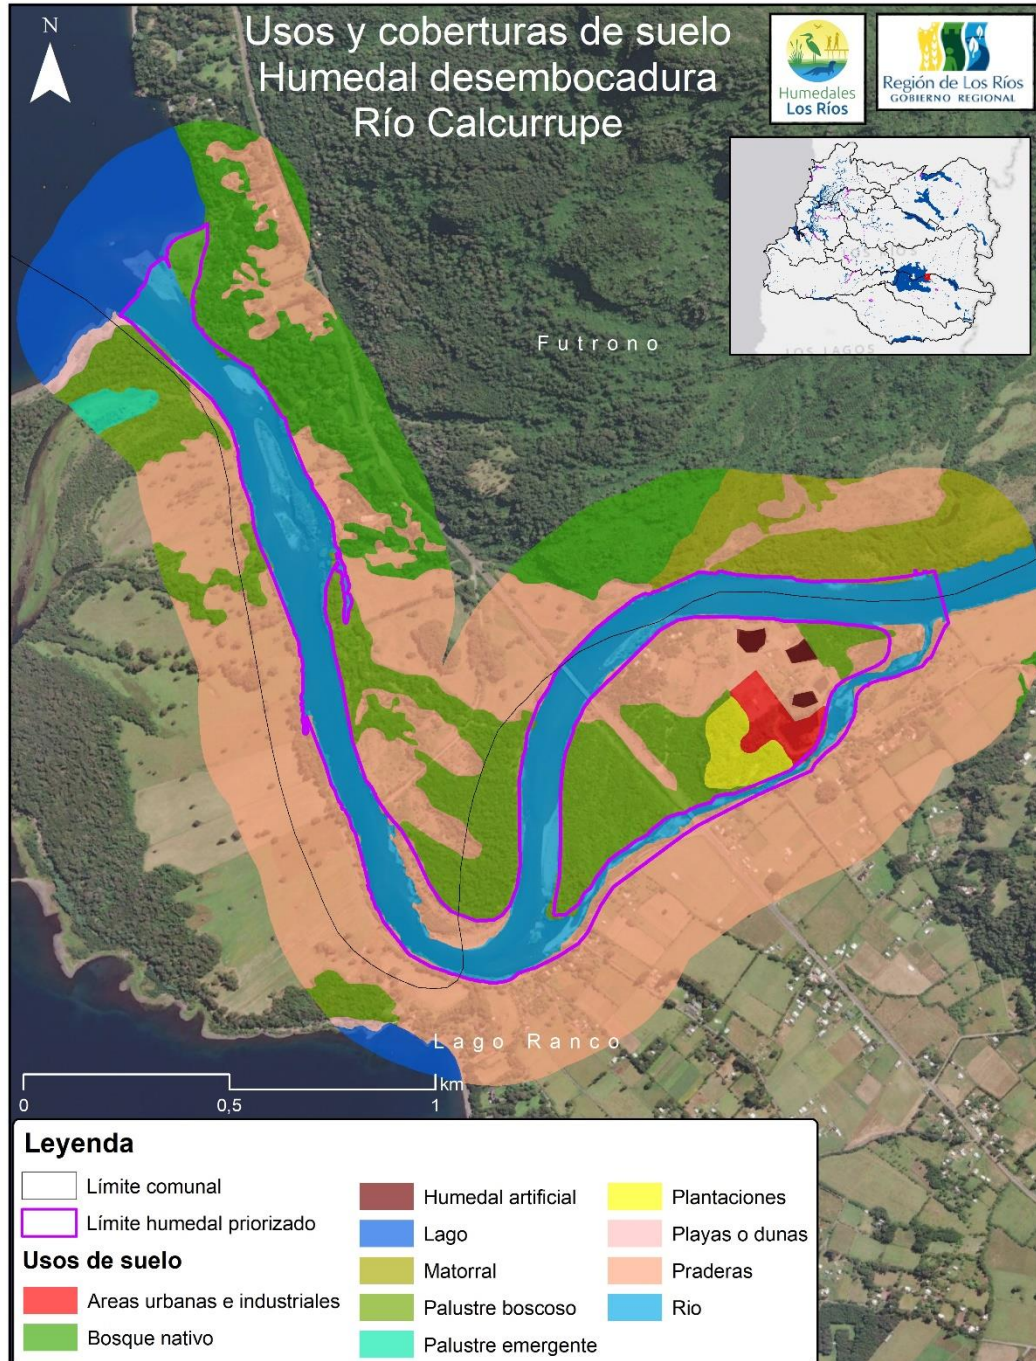 N
Usos y coberturas de suelo
Humedal desembocadura
Río Calcurrupe
Humedales
Los Ríos
Región de Los Ríos
GOBIERNO REGIONAL
LOS LAGOS
Futrono
Lago Ranco
km
0
0,5
1
Leyenda
Límite comunal
Límite humedal priorizado
Usos de suelo
Areas urbanas e industriales
Bosque nativo
Humedal artificial
Lago
Matorral
Palustre boscoso
Palustre emergente
Plantaciones
Playas o dunas
Praderas
Rio